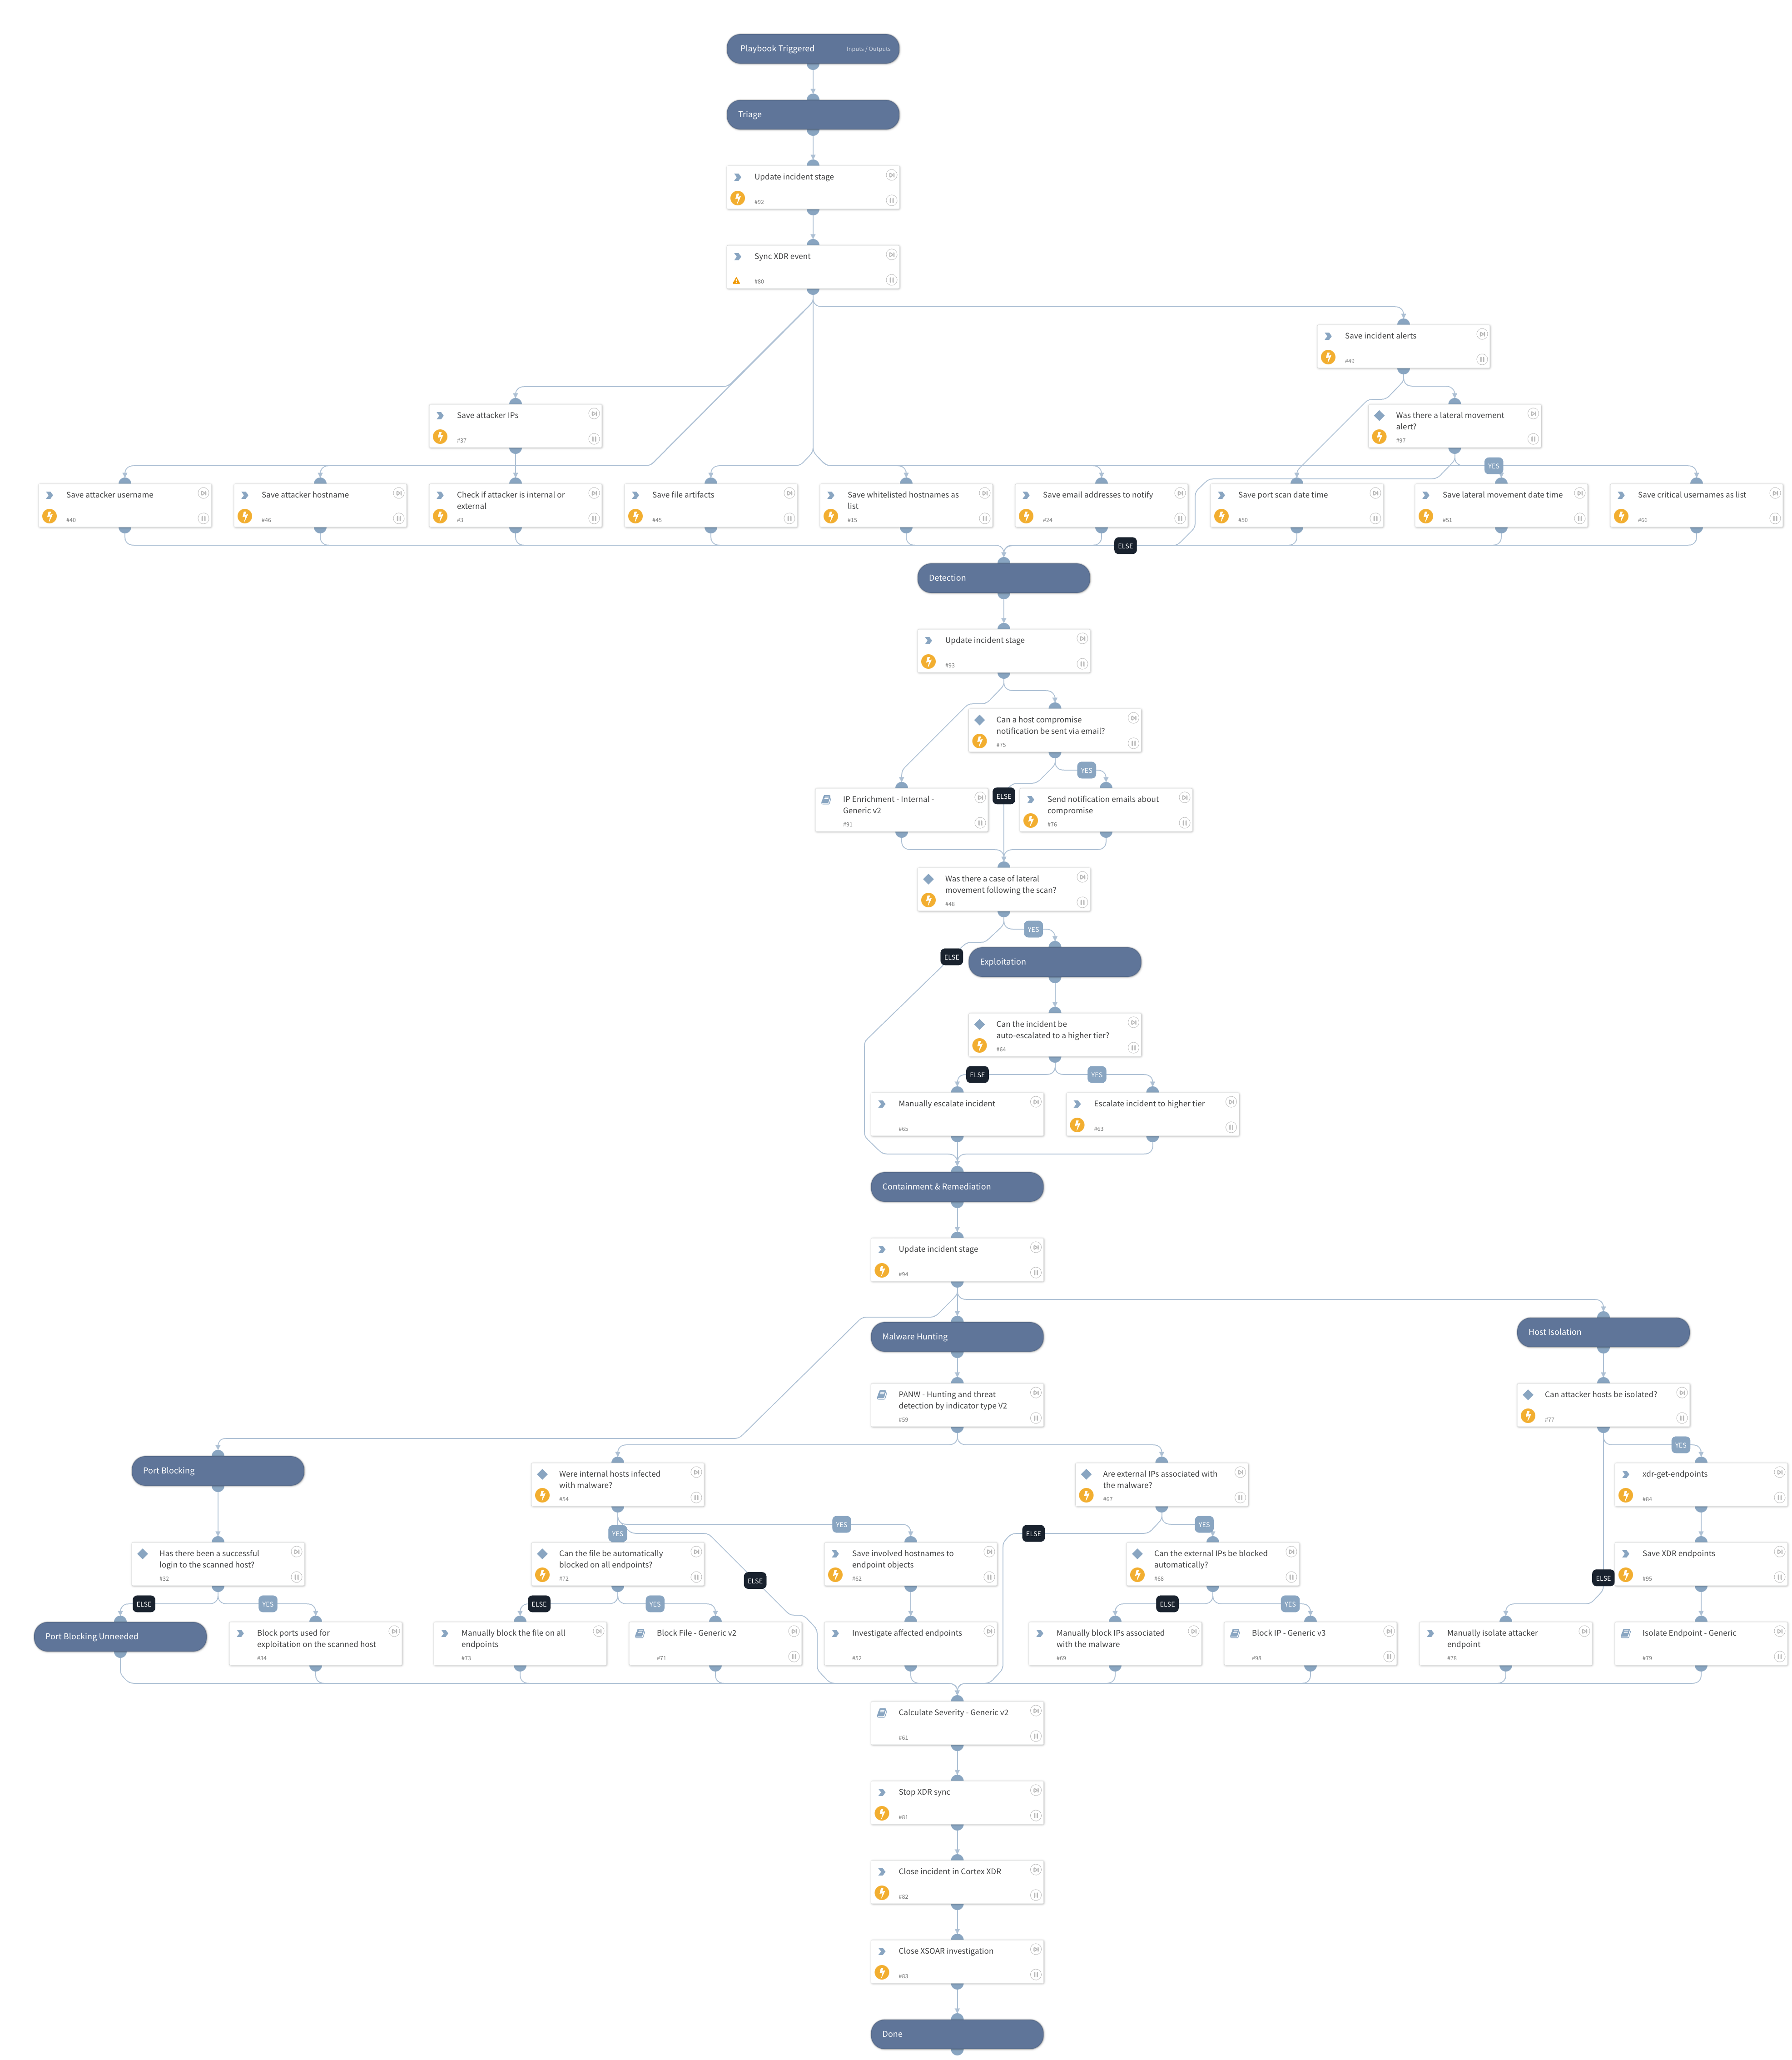 Playbook Triggered
Inputs / Outputs
Triage
Update incident stage
#92
Sync XDR event
#80
Save incident alerts
#49
Save attacker IPs
#37
Was there a lateral movement
alert?
#97
YES
Save attacker username
#40
Save attacker hostname
#46
Check if attacker is internal or
external
#3
Save file artifacts
#45
Save whitelisted hostnames as
list
#15
Save email addresses to notify
#24
Save port scan date time
#50
Save lateral movement date time
#51
Save critical usernames as list
#66
ELSE
Detection
Update incident stage
#93
Can a host compromise
notification be sent via email?
#75
YES
ELSE
IP Enrichment - Internal -
Generic v2
#91
Send notification emails about
compromise
#76
Was there a case of lateral
movement following the scan?
#48
YES
ELSE
Exploitation
Can the incident be
auto-escalated to a higher tier?
#64
ELSE
YES
Manually escalate incident
#65
Escalate incident to higher tier
#63
Containment & Remediation
Update incident stage
#94
Malware Hunting
Host Isolation
PANW - Hunting and threat
detection by indicator type V2
#59
Can attacker hosts be isolated?
#77
YES
Port Blocking
Were internal hosts infected
with malware?
#54
Are external IPs associated with
the malware?
#67
xdr-get-endpoints
#84
YES
YES
ELSE
YES
Has there been a successful
login to the scanned host?
#32
Can the file be automatically
blocked on all endpoints?
#72
ELSE
Save involved hostnames to
endpoint objects
#62
Can the external IPs be blocked
automatically?
#68
ELSE
Save XDR endpoints
#95
ELSE
YES
ELSE
YES
ELSE
YES
Port Blocking Unneeded
Block ports used for
exploitation on the scanned host
#34
Manually block the file on all
endpoints
#73
Block File - Generic v2
#71
Investigate affected endpoints
#52
Manually block IPs associated
with the malware
#69
Block IP - Generic v3
#98
Manually isolate attacker
endpoint
#78
Isolate Endpoint - Generic
#79
Calculate Severity - Generic v2
#61
Stop XDR sync
#81
Close incident in Cortex XDR
#82
Close XSOAR investigation
#83
Done